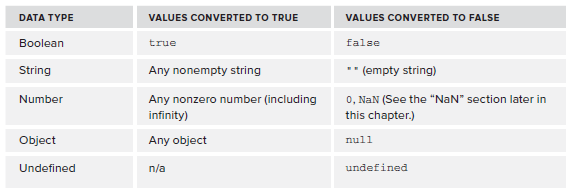 DATA TYPE VALUES CONVERTED TO TRUE VALUES CONVERTED TO FALSE
Boolean true false
String Any nonempty string "" (empty string)
Number Any nonzero number (including 0, NaN (See the “NaN” section later in
infinity) this chapter.)
Object Any object null
Undefined n/a undefined